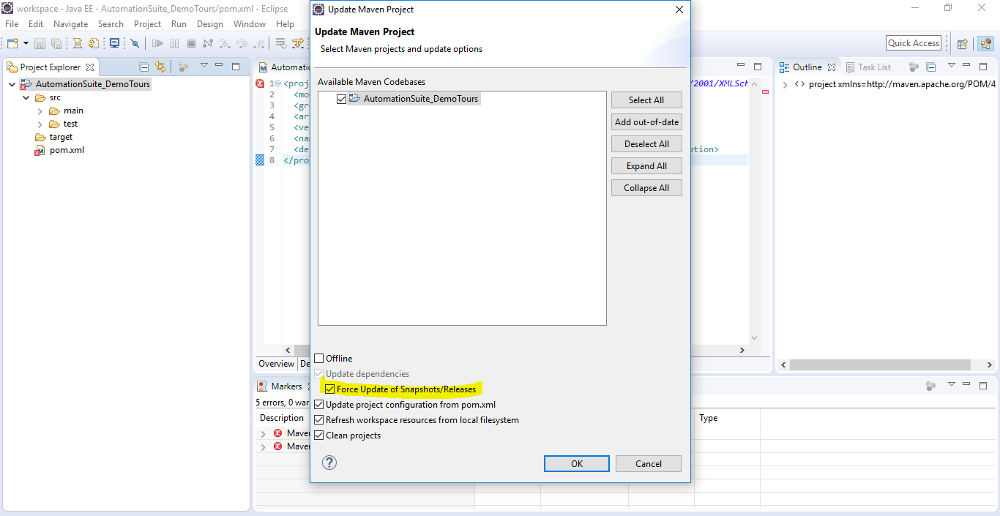 workspace - Java EE - AutomationSuite_DemoTours/pom.xml - Eclipse
File Edit Navigate Search Project Run Design Window Help
Quick Access
Project Explorer
AutomationSuite_DemoTours
src
main
test
target
pom.xml
Automati
1 <proj
/2001/XMLSch
2 <mo
3 <gr
4 <ar
5 <ve
6 <na
7 <de
tion>
8 </pro
Overview De
Update Maven Project
Update Maven Project
Select Maven projects and update options
Available Maven Codebases
AutomationSuite_DemoTours
Select All
Add out-of-date
Deselect All
Expand All
Collapse All
Offline
Update dependencies
Force Update of Snapshots/Releases
Update project configuration from pom.xml
Refresh workspace resources from local filesystem
Clean projects
OK
Cancel
Outline
Task List
project xmlns=http://maven.apache.org/POM/4
Markers
5 errors, 0 war
Description
Type
Maven
Maven